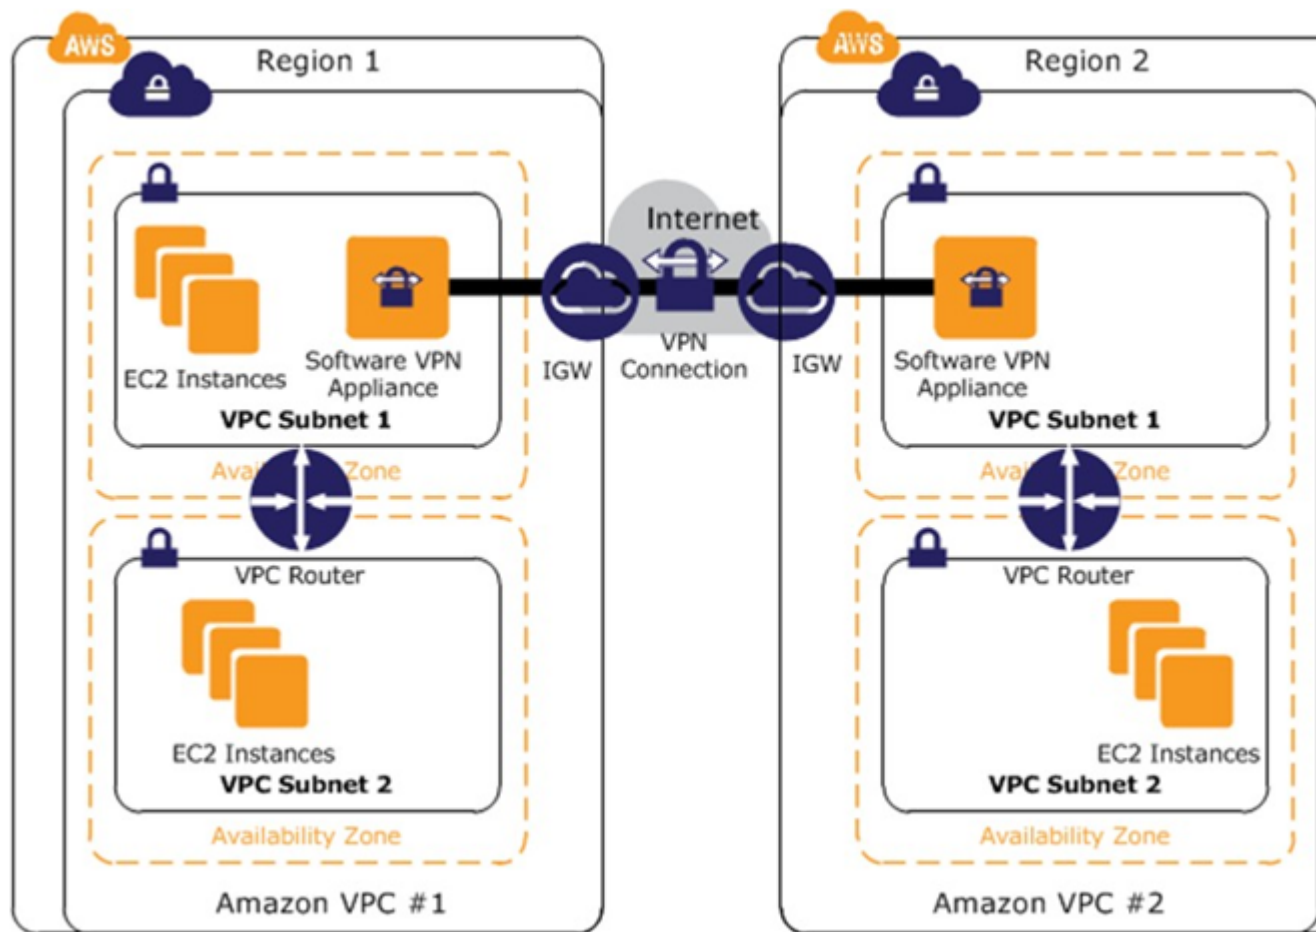 AWS
Region 1
AWS
Region 2
Internet
EC2 Instances
Software VPN
Appliance
VPC Subnet 1
IGW
VPN
Connection
IGW
Software VPN
Appliance
VPC Subnet 1
Availability Zone
Availability Zone
VPC Router
EC2 Instances
VPC Subnet 2
Availability Zone
VPC Router
EC2 Instances
VPC Subnet 2
Availability Zone
Amazon VPC #1
Amazon VPC #2